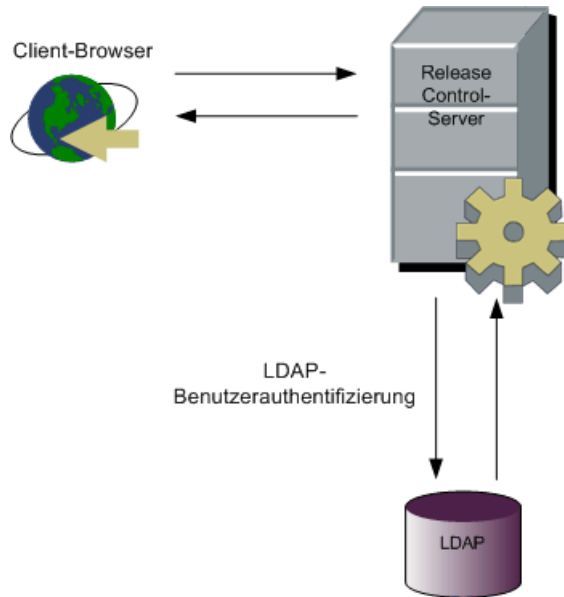 Client-Browser
Release
Control-
Server
LDAP-
Benutzerauthentifizierung
LDAP